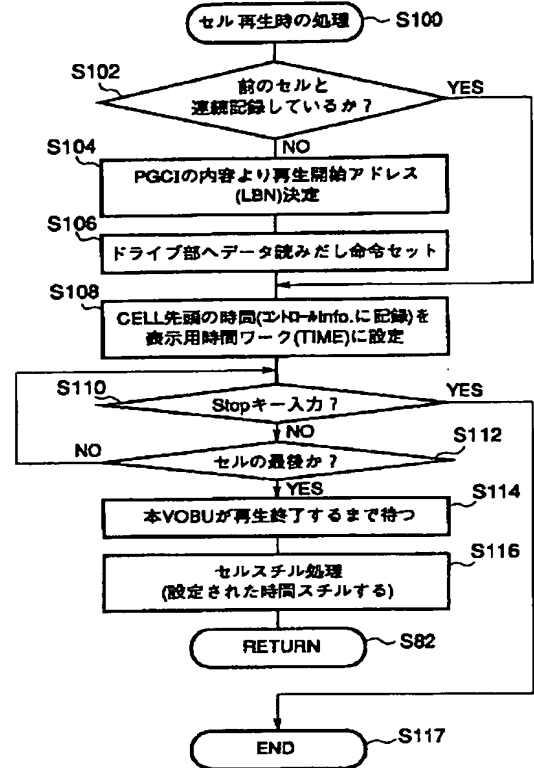 セル再生時の処理
S100
S102
前のセルと
連続記録しているか？
YES
NO
S104
PGCIの内容より再生開始アドレス
(LBN)決定
S106
ドライブ部へデータ読みだし命令セット
S108
CELL先頭の時間(ｺﾝﾄﾛｰﾙInfo.に記録)を
表示用時間ワーク(TIME)に設定
S110
Stopキー入力？
YES
NO
S112
セルの最後か？
NO
YES
S114
本VOBUが再生終了するまで待つ
S116
セルスチル処理
(設定された時間スチルする)
RETURN
S82
END
S117